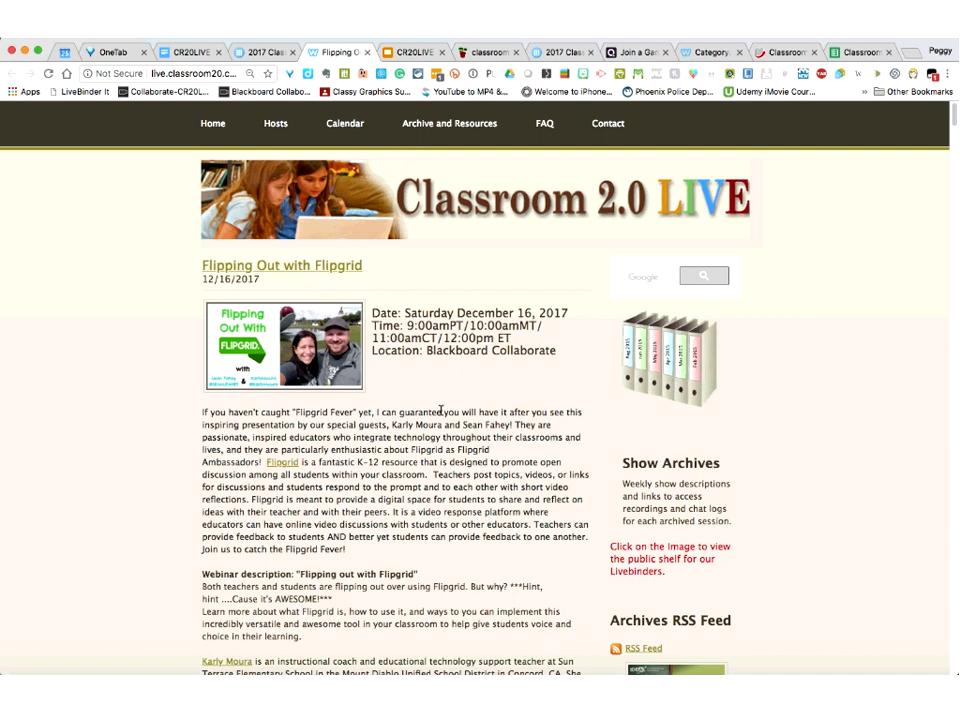 OneTab
CR20LIVE
2017 Clas
Flipping O
CR20LIVE
classroom
2017 Clas
Join a Ga
Category
Classroom
Classroom
Peggy
Not Secure
live.classroom20.c...
Apps
LiveBinder It
Collaborate-CR20L...
Blackboard Collabo...
Classy Graphics Su...
YouTube to MP4 &...
Welcome to iPhone...
Phoenix Police Dep...
Udemy iMovie Cour...
Other Bookmarks
Home
Hosts
Calendar
Archive and Resources
FAQ
Contact
Classroom 2.0 LIVE
Flipping Out with Flipgrid
12/16/2017
Flipping
Out With
FLIPGRID.
with
&
Date: Saturday December 16, 2017
Time: 9:00amPT/10:00amMT/
11:00amCT/12:00pm ET
Location: Blackboard Collaborate
If you haven't caught "Flipgrid Fever" yet, I can guarantee you will have it after you see this
inspiring presentation by our special guests, Karly Moura and Sean Fahey! They are
passionate, inspired educators who integrate technology throughout their classrooms and
lives, and they are particularly enthusiastic about Flipgrid as Flipgrid
Ambassadors! Flipgrid is a fantastic K-12 resource that is designed to promote open
discussion among all students within your classroom. Teachers post topics, videos, or links
for discussions and students respond to the prompt and to each other with short video
reflections. Flipgrid is meant to provide a digital space for students to share and reflect on
ideas with their teacher and with their peers. It is a video response platform where
educators can have online video discussions with students or other educators. Teachers can
provide feedback to students AND better yet students can provide feedback to one another.
Join us to catch the Flipgrid Fever!
Webinar description: "Flipping out with Flipgrid"
Both teachers and students are flipping out over using Flipgrid. But why? ***Hint,
hint ....Cause it's AWESOME!***
Learn more about what Flipgrid is, how to use it, and ways to you can implement this
incredibly versatile and awesome tool in your classroom to help give students voice and
choice in their learning.
Karly Moura is an instructional coach and educational technology support teacher at Sun
Terrace Elementary School in the Mount Diablo Unified School District in Concord, CA. She
Google
Show Archives
Weekly show descriptions
and links to access
recordings and chat logs
for each archived session.
Click on the Image to view
the public shelf for our
Livebinders.
Archives RSS Feed
RSS Feed